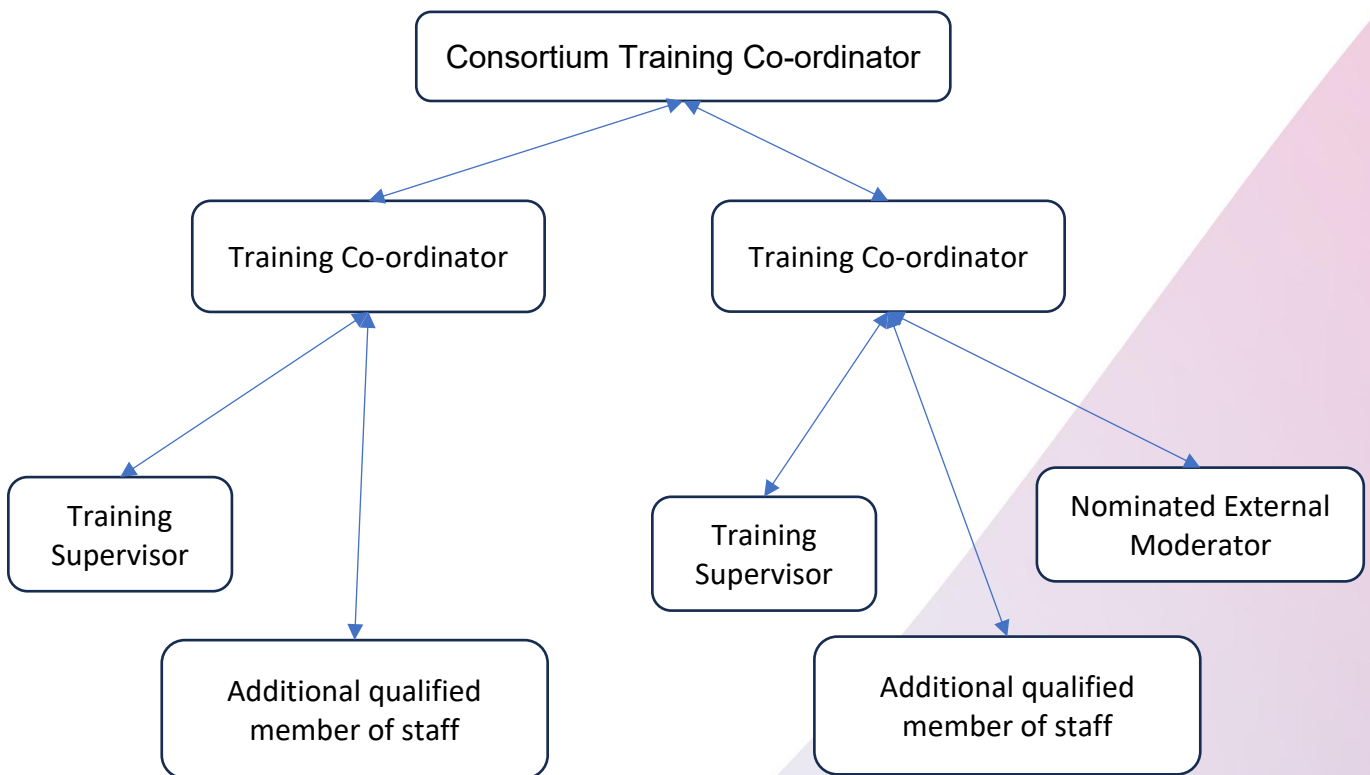 Consortium Training Co-ordinator
Training Co-ordinator
Training Co-ordinator
Training
Supervisor
Training
Supervisor
Nominated External
Moderator
Additional qualified
member of staff
Additional qualified
member of staff